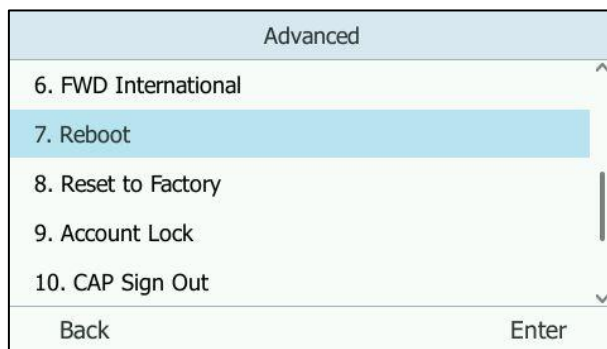 Advanced
6. FWD International
7. Reboot
8. Reset to Factory
9. Account Lock
10. CAP Sign Out
Back Enter